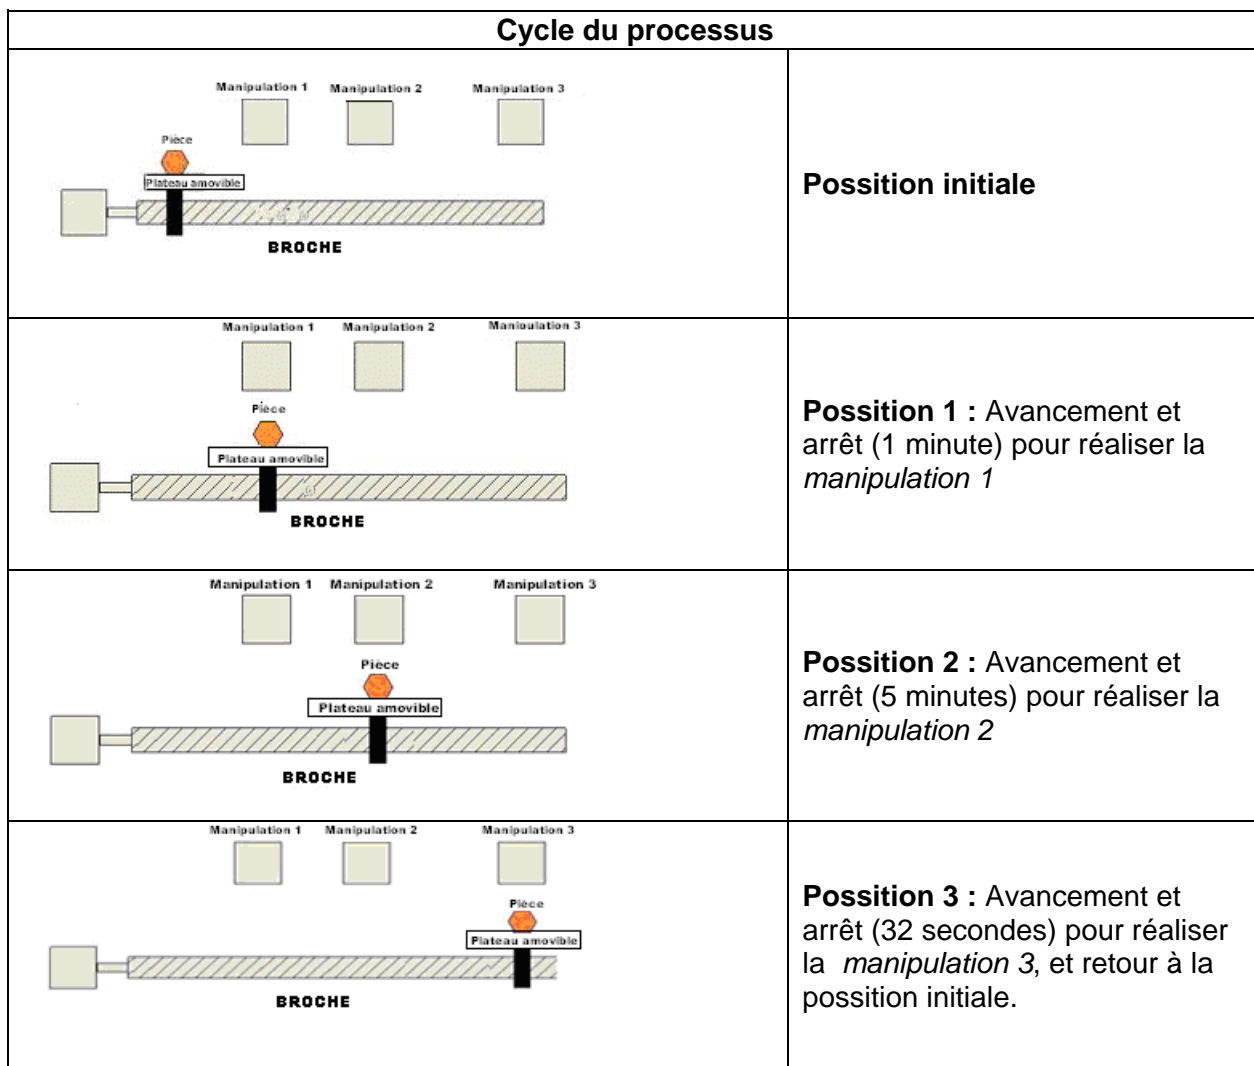 Cycle du processus
Manipulation 1 Manipulation 2 Manipulation 3
Pièce
Plateau amovible
BROCHE
Possition initiale
Manipulation 1 Manipulation 2 Manipulation 3
Pièce
Plateau amovible
BROCHE
Possition 1 : Avancement et
arrêt (1 minute) pour réaliser la
manipulation 1
Manipulation 1 Manipulation 2 Manipulation 3
Pièce
Plateau amovible
BROCHE
Possition 2 : Avancement et
arrêt (5 minutes) pour réaliser la
manipulation 2
Manipulation 1 Manipulation 2 Manipulation 3
Pièce
Plateau amovible
BROCHE
Possition 3 : Avancement et
arrêt (32 secondes) pour réaliser
la manipulation 3, et retour à la
possition initiale.